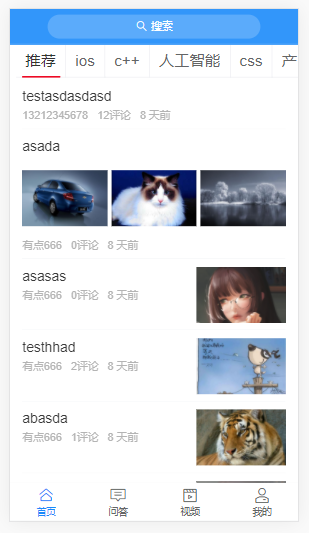 搜索
推荐 ios c++ 人工智能 css 产
testasdasdasd
13212345678 12评论 8 天前
asada
有点666 0评论 8 天前
asasas
有点666 0评论 8 天前
testhhad
有点666 2评论 8 天前
abasda
有点666 1评论 8 天前
首页 问答 视频 我的